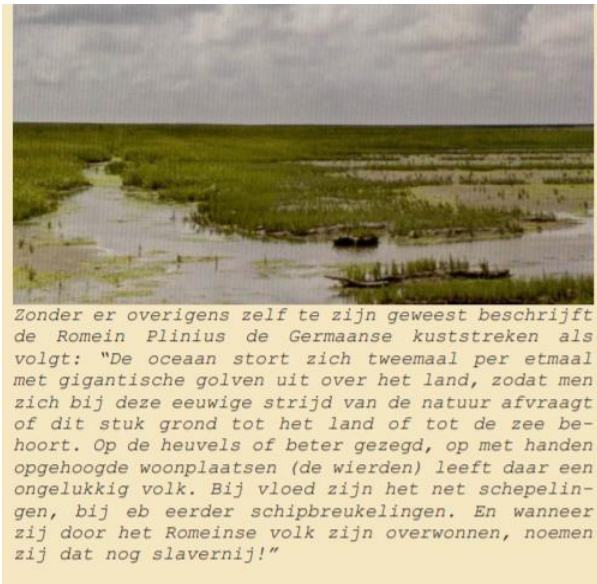 Zonder er overigens zelf te zijn geweest beschrijft
de Romein Plinius de Germaanse kuststreken als
volgt: “De oceaan stort zich tweemaal per etmaal
met gigantische golven uit over het land, zodat men
zich bij deze eeuwige strijd van de natuur afvraagt
of dit stuk grond tot het land of tot de zee be-
hoort. Op de heuvels of beter gezegd, op met handen
opgehoogde woonplaatsen (de wierden) leeft daar een
ongelukkig volk. Bij vloed zijn het net schepelin-
gen, bij eb eerder schipbreukelingen. En wanneer
zij door het Romeinse volk zijn overwonnen, noemen
zij dat nog slavernij!”